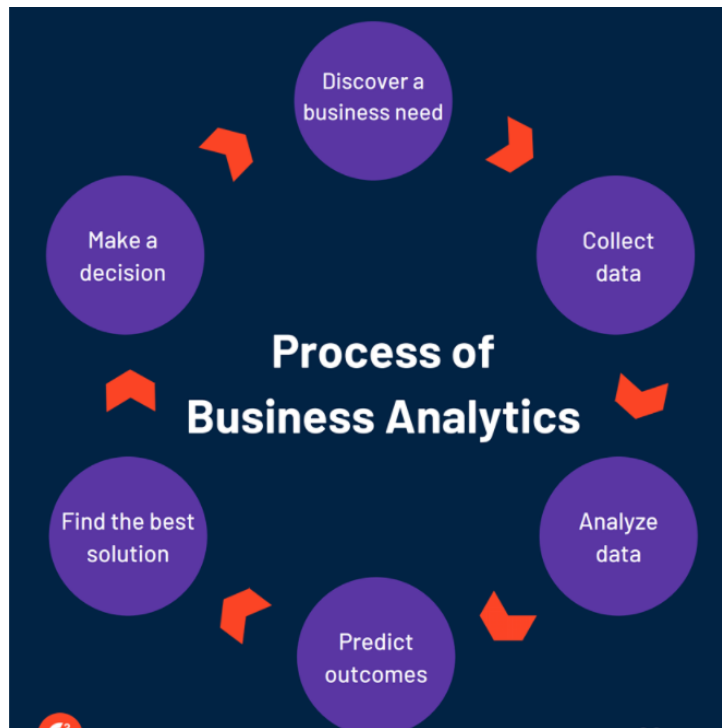 Discover a
business need
Collect
data
Analyze
data
Predict
outcomes
Find the best
solution
Make a
decision
Process of
Business Analytics